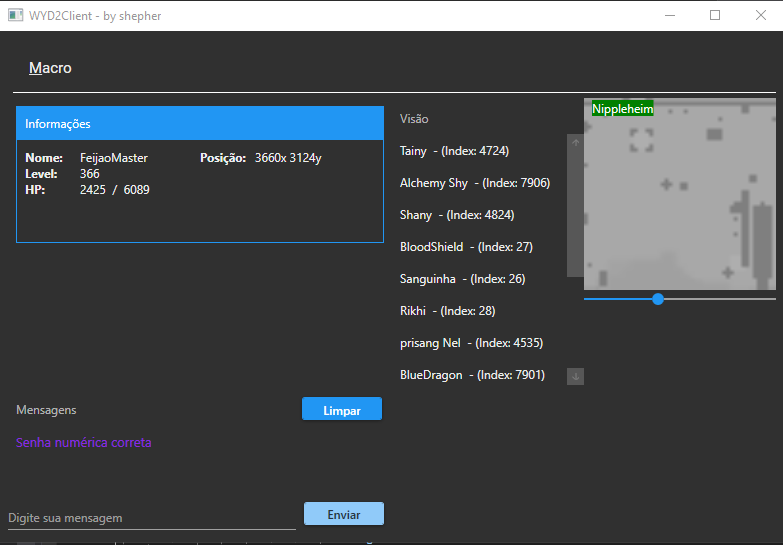 WYD2Client - by shepher
Macro
Informações
Nome: FeijaoMaster Posição: 3660x 3124y
Level: 366
HP: 2425 / 6089
Visão
Tainy - (Index: 4724)
Alchemy Shy - (Index: 7906)
Shany - (Index: 4824)
BloodShield - (Index: 27)
Sanguinha - (Index: 26)
Rikhi - (Index: 28)
prisang Nel - (Index: 4535)
BlueDragon - (Index: 7901)
Nippleheim
Mensagens
Limpar
Senha numérica correta
Digite sua mensagem
Enviar